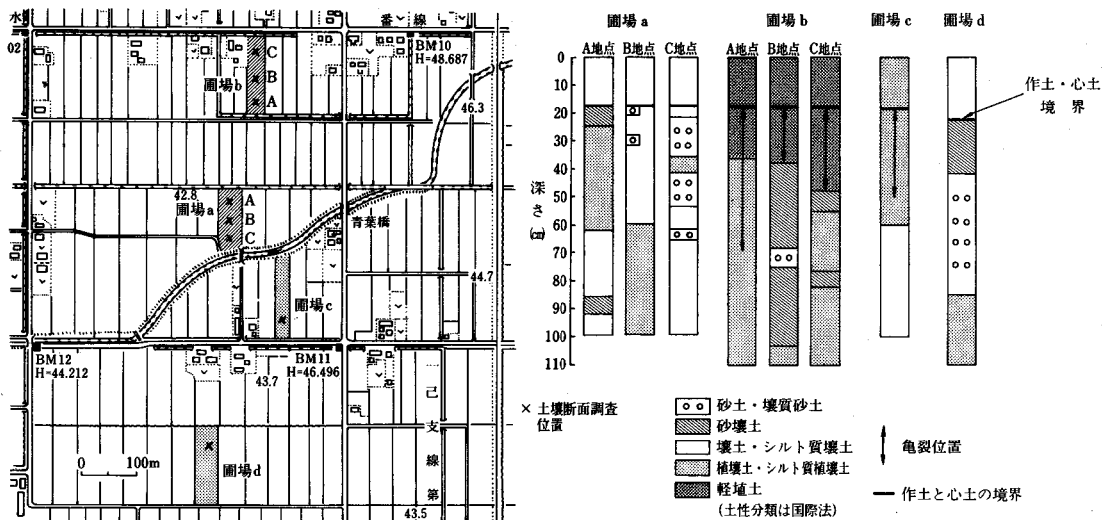 水
02
番線
BM10
H=48.687
C
B
A
圃場b
46.3
42.8
圃場a
A
B
C
青葉橋
44.7
圃場c
BM12
H=44.212
BM11
H=46.496
43.7
己支線第
圃場d
43.5
0 100m
× 土壌断面調査
位置
圃場a 圃場b 圃場c 圃場d
A地点 B地点 C地点 A地点 B地点 C地点
作土・心土
境界
深さ(cm)
0
10
20
30
40
50
60
70
80
90
100
110
砂土・壌質砂土
砂壌土
壌土・シルト質壌土
植壌土・シルト質植壌土
軽埴土
(土性分類は国際法)
亀裂位置
作土と心土の境界